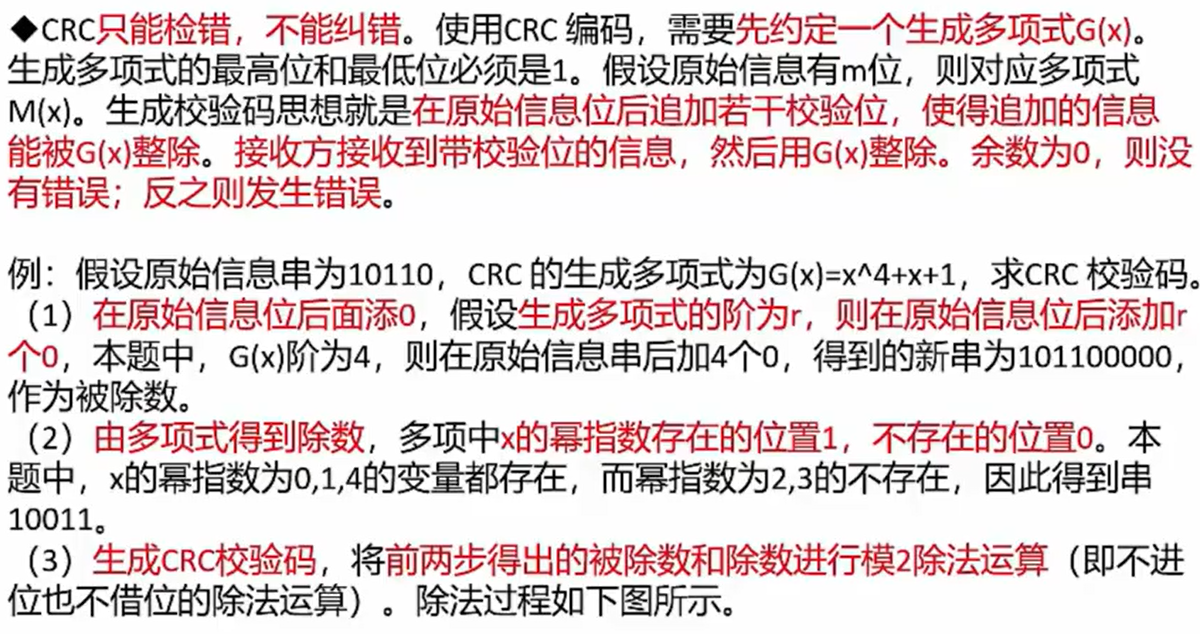 ◆CRC只能检错，不能纠错。使用CRC 编码，需要先约定一个生成多项式G(x)。
生成多项式的最高位和最低位必须是1。假设原始信息有m位，则对应多项式
M(x)。生成校验码思想就是在原始信息位后追加若干校验位，使得追加的信息
能被G(x)整除。接收方接收到带校验位的信息，然后用G(x)整除。余数为0，则没
有错误；反之则发生错误。
例：假设原始信息串为10110，CRC 的生成多项式为G(x)=x^4+x+1，求CRC 校验码。
（1）在原始信息位后面添0，假设生成多项式的阶为r，则在原始信息位后添加r
个0，本题中，G(x)阶为4，则在原始信息串后加4个0，得到的新串为101100000，
作为被除数。
（2）由多项式得到除数，多项中x的幂指数存在的位置1，不存在的位置0。本
题中，x的幂指数为0,1,4的变量都存在，而幂指数为2,3的不存在，因此得到串
10011。
（3）生成CRC校验码，将前两步得出的被除数和除数进行模2除法运算（即不进
位也不借位的除法运算）。除法过程如下图所示。